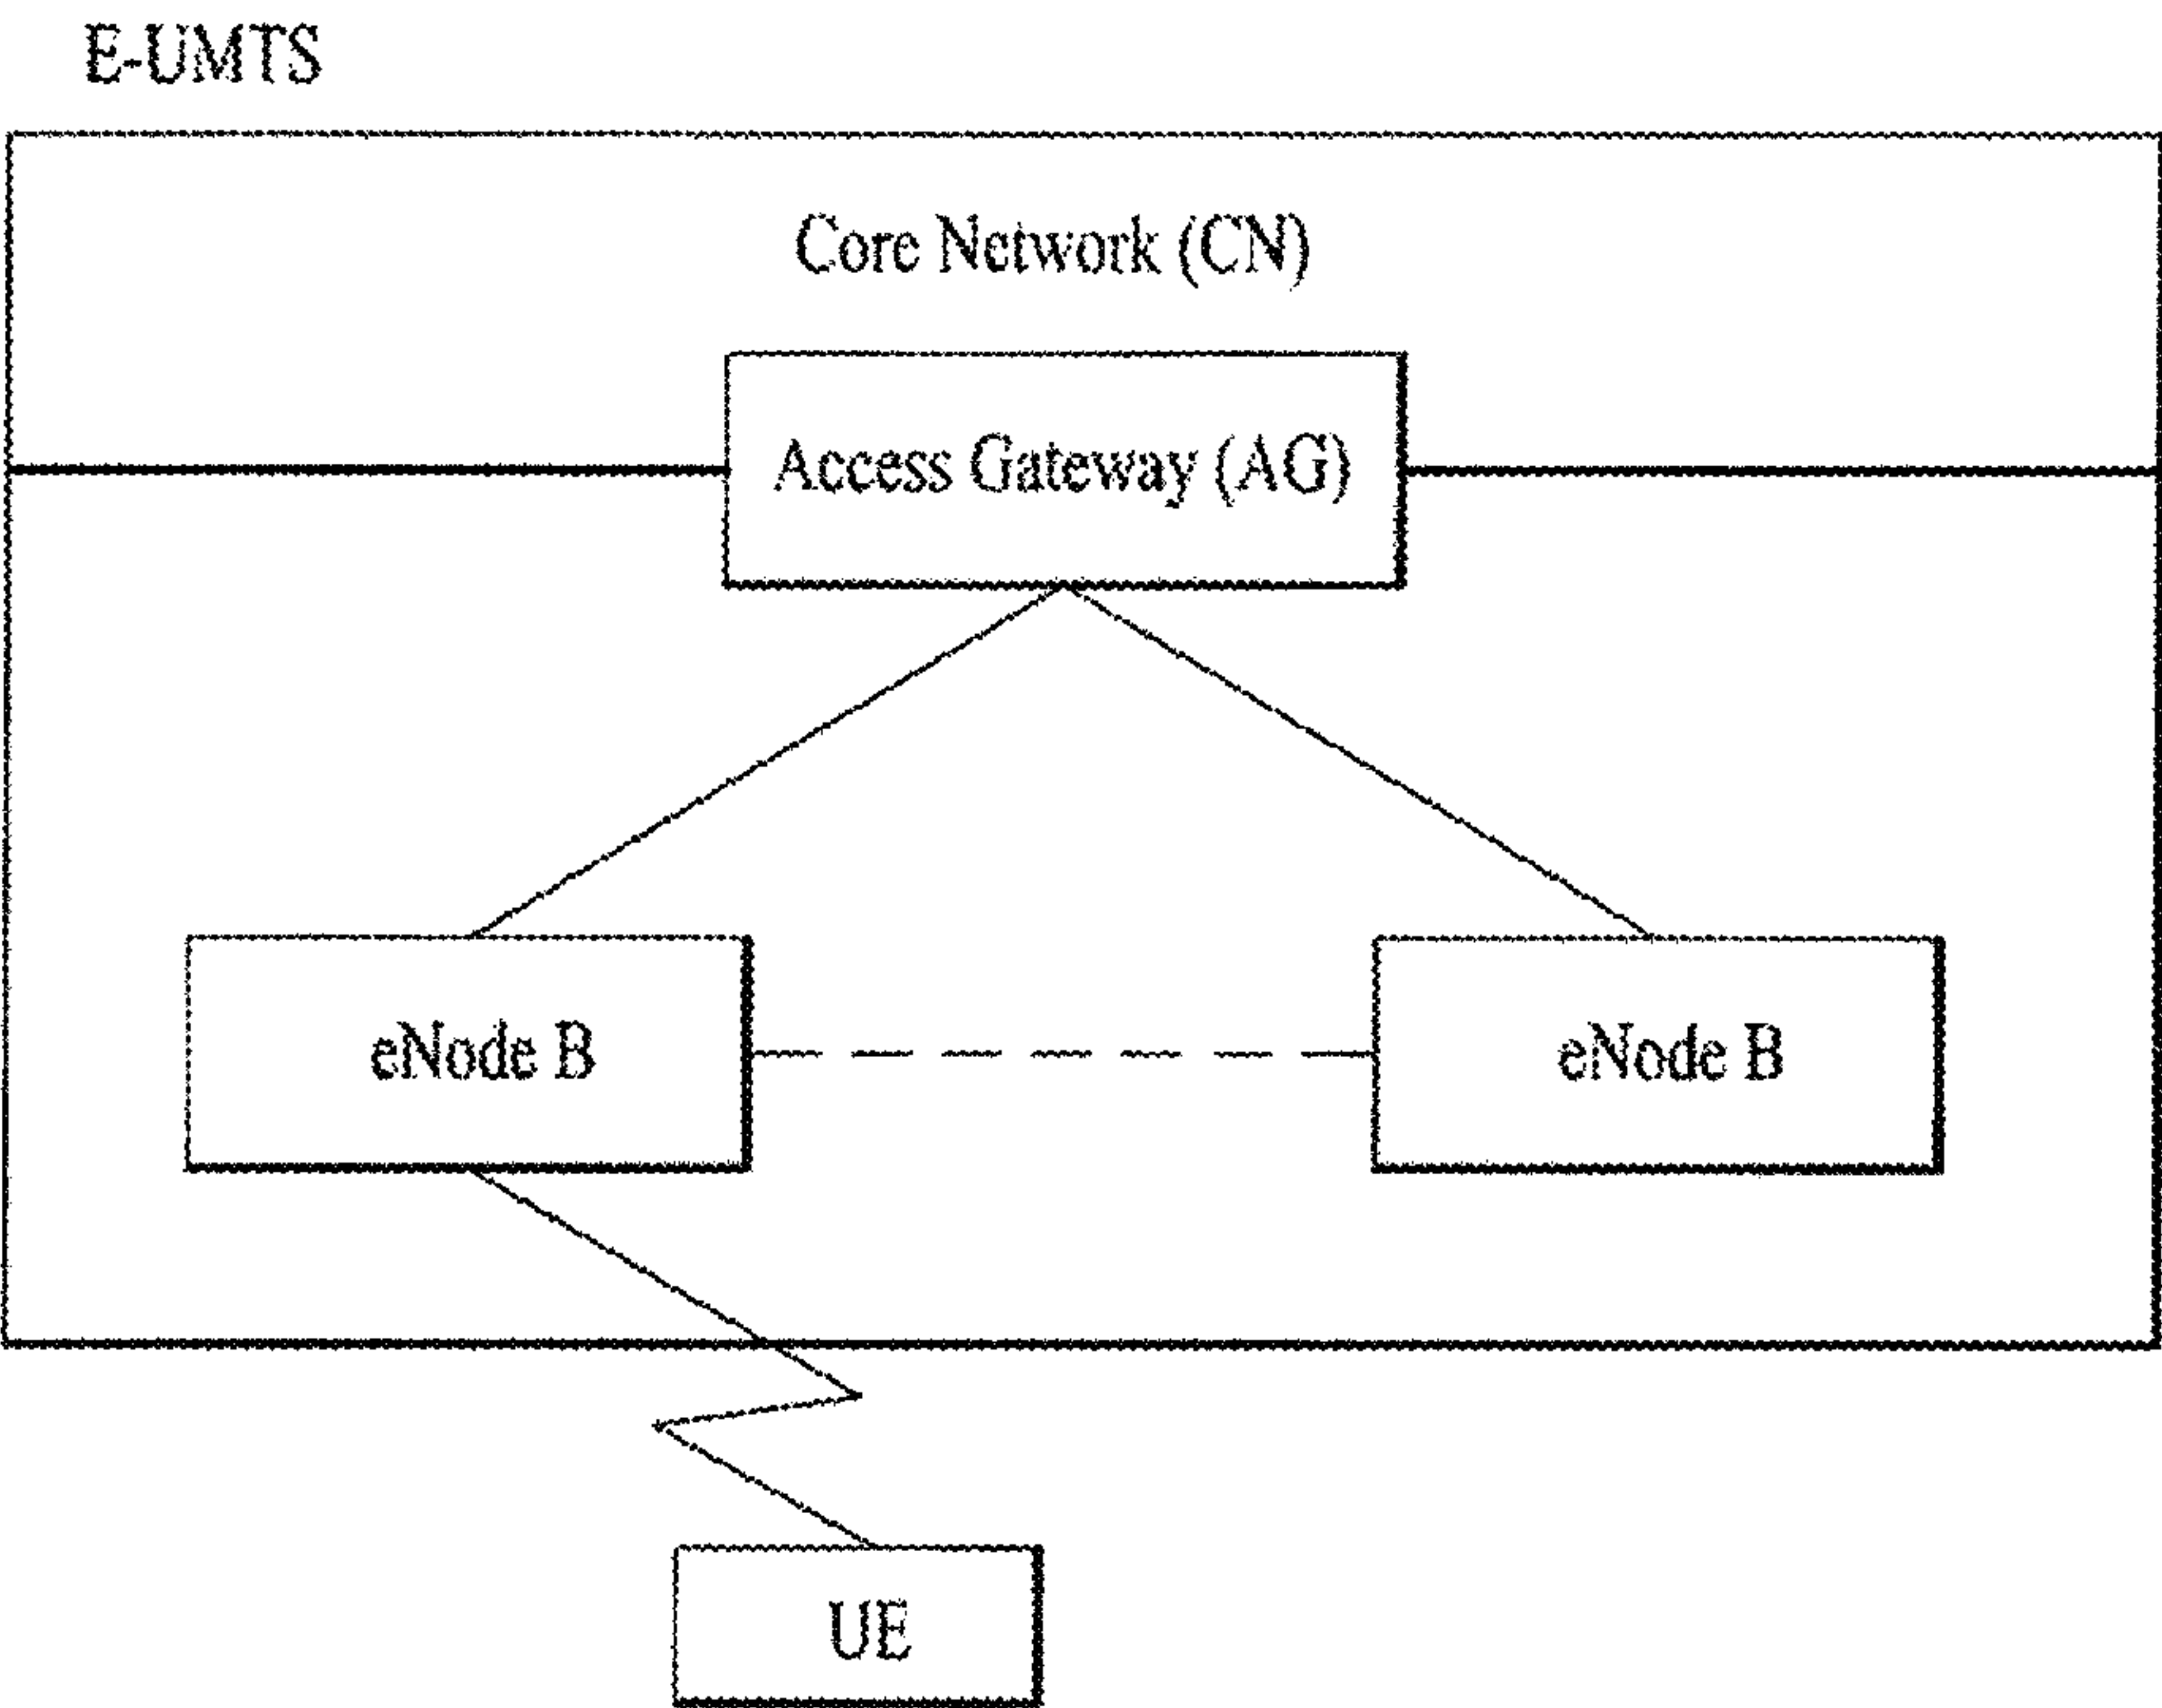 E-UMTS
Core Network (CN)
Access Gateway (AG)
eNode B
eNode B
UE